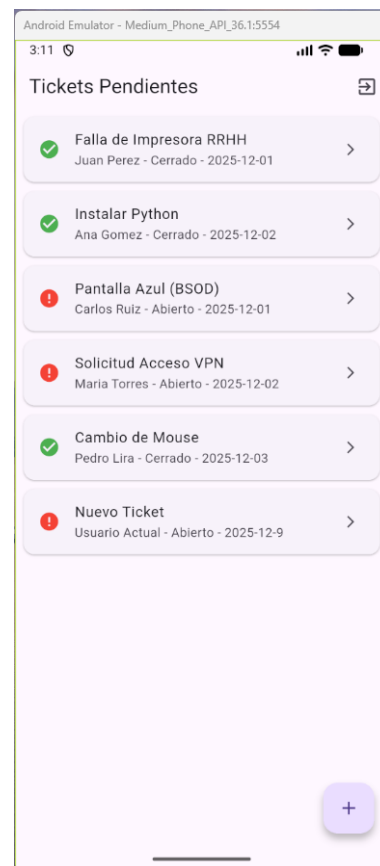 Android Emulator - Medium_Phone_API_36.1:5554
3:11
Tickets Pendientes
Falla de Impresora RRHH
Juan Perez - Cerrado - 2025-12-01
Instalar Python
Ana Gomez - Cerrado - 2025-12-02
Pantalla Azul (BSOD)
Carlos Ruiz - Abierto - 2025-12-01
Solicitud Acceso VPN
Maria Torres - Abierto - 2025-12-02
Cambio de Mouse
Pedro Lira - Cerrado - 2025-12-03
Nuevo Ticket
Usuario Actual - Abierto - 2025-12-9